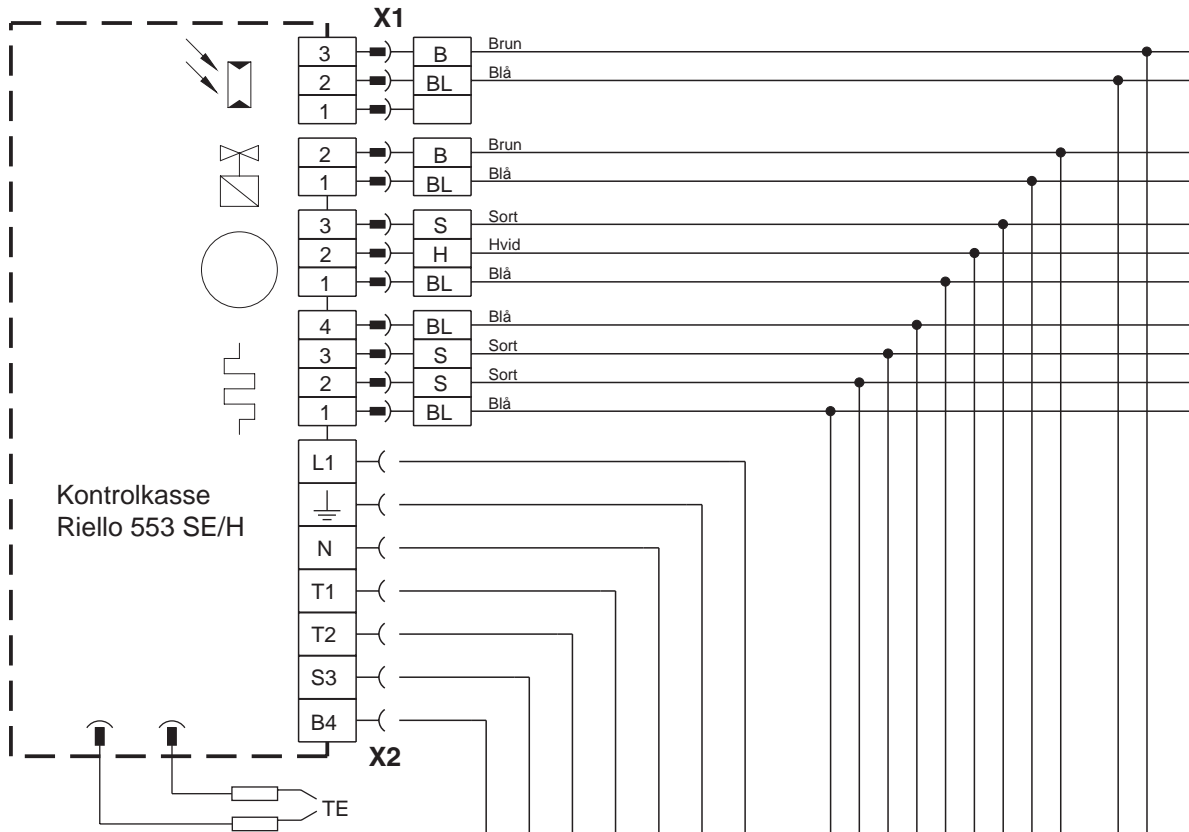 X1
3 B Brun
2 BL Blå
1
2 B Brun
1 BL Blå
3 S Sort
2 H Hvid
1 BL Blå
4 BL Blå
3 S Sort
2 S Sort
1 BL Blå
L1
Kontrolkasse
Riello 553 SE/H
N
T1
T2
S3
B4
X2
TE